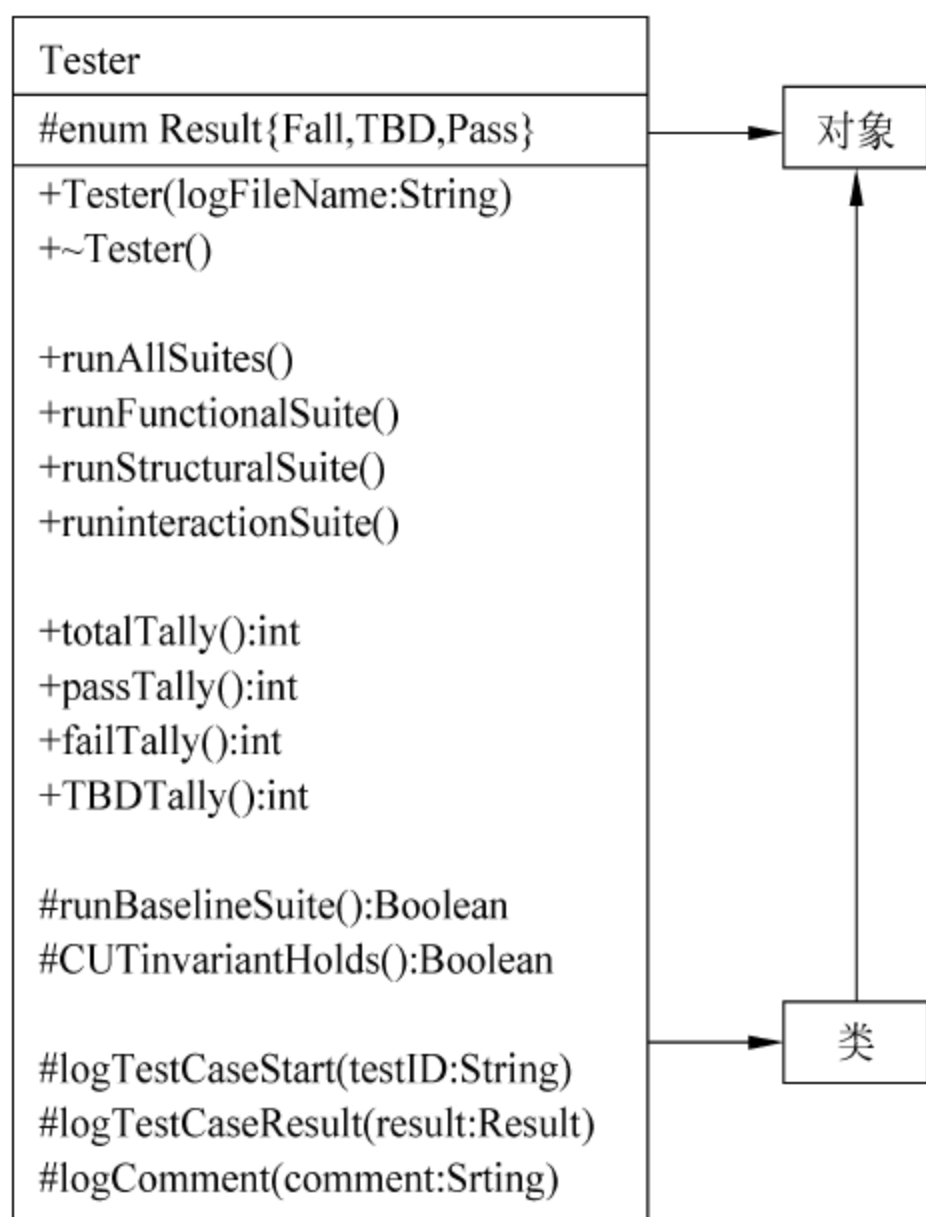 Tester
#enum Result{Fall,TBD,Pass}
对象
+Tester(logFileName:String)
+~Tester()
+runAllSuites()
+runFunctionalSuite()
+runStructuralSuite()
+runinteractionSuite()
+totalTally():int
+passTally():int
+failTally():int
+TBDTally():int
#runBaselineSuite():Boolean
#CUTinvariantHolds():Boolean
类
#logTestCaseStart(testID:String)
#logTestCaseResult(result:Result)
#logComment(comment:Srting)